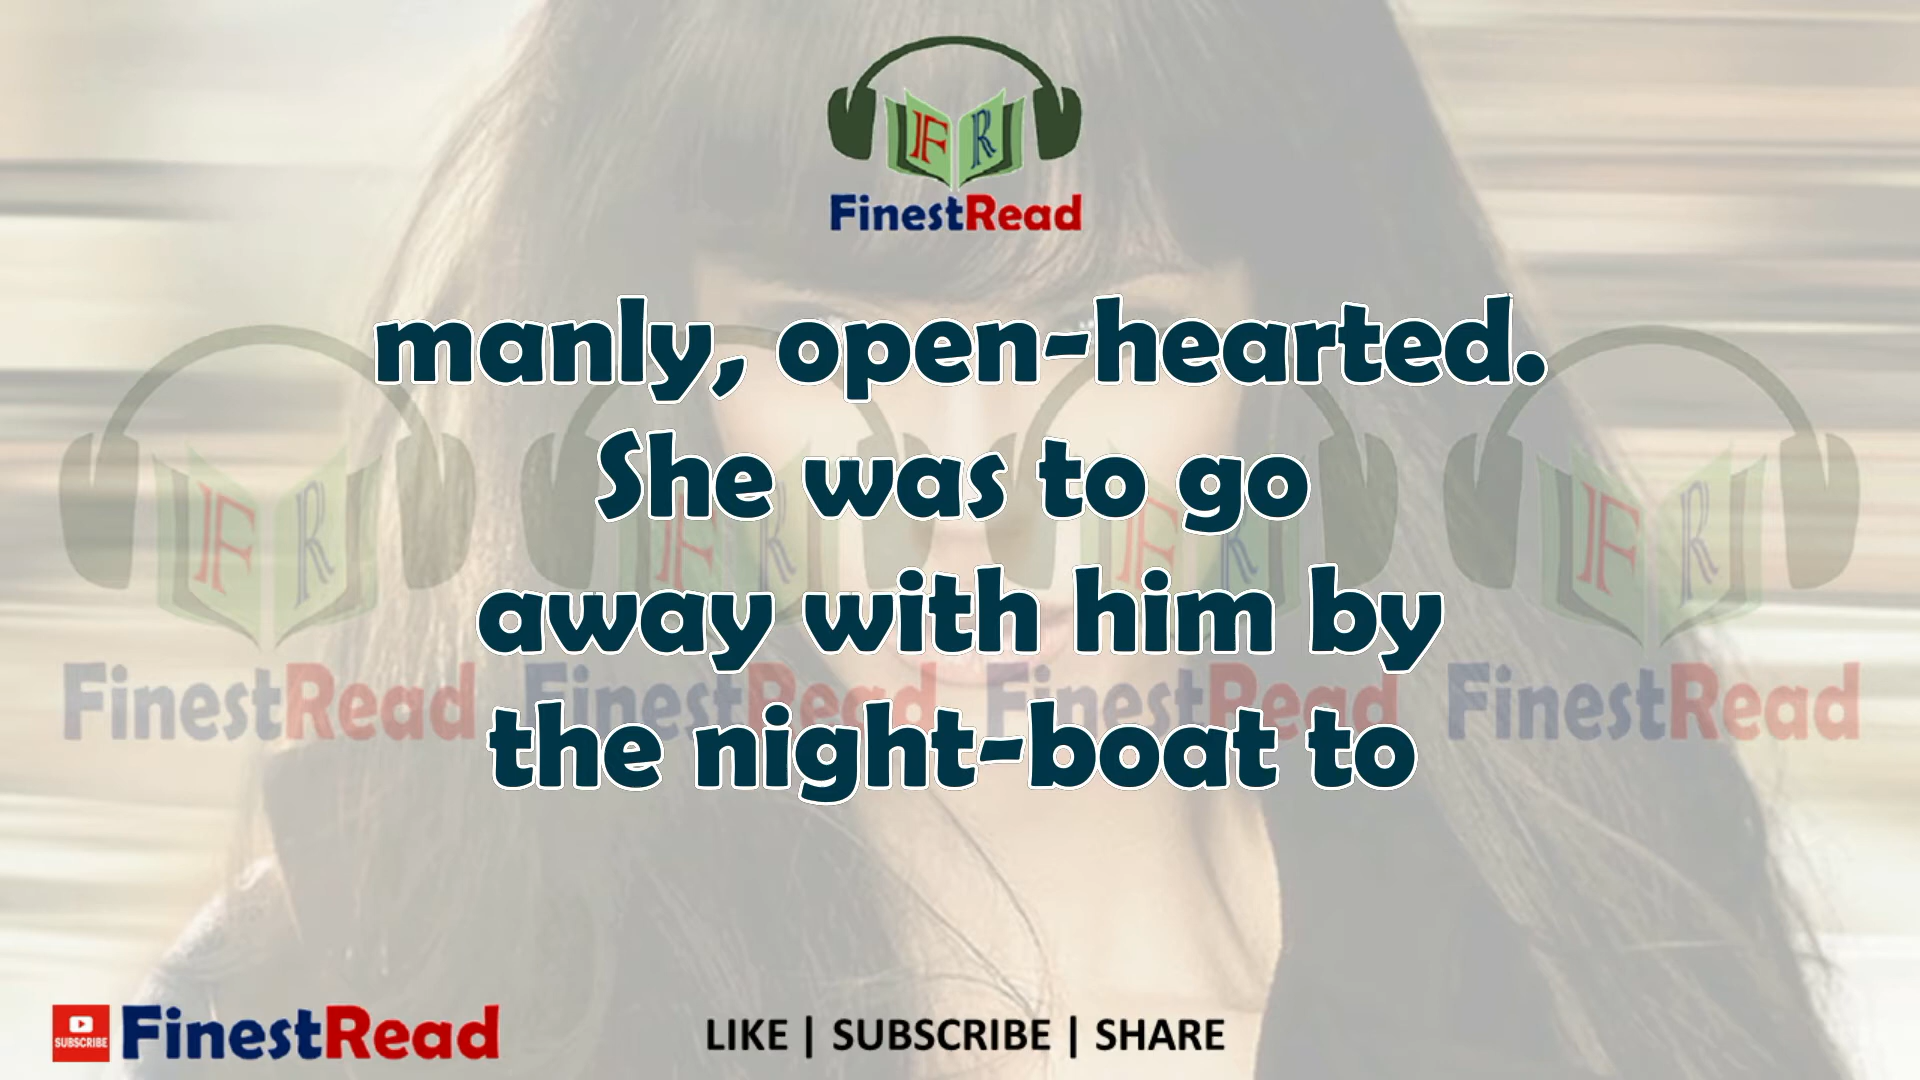 F R
FinestRead
manly, open-hearted.
She was to go
away with him by
the night-boat to
F R
F R
F R
F R
FinestRead
FinestRead
FinestRead
FinestRead
SUBSCRIBE
FinestRead
LIKE | SUBSCRIBE | SHARE